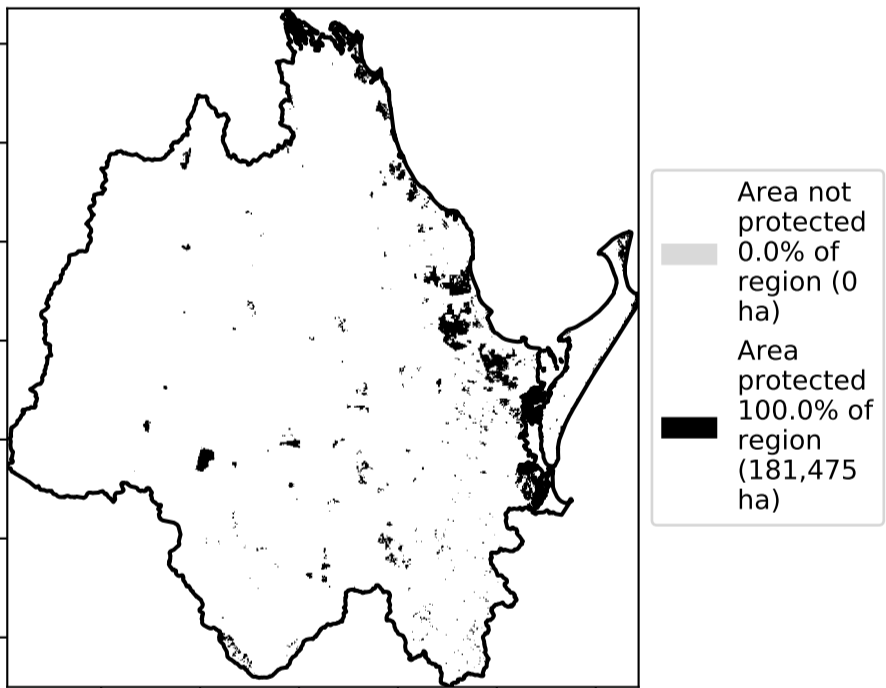 Area not
protected
0.0% of
region (0
ha)
Area
protected
100.0% of
region
(181,475
ha)